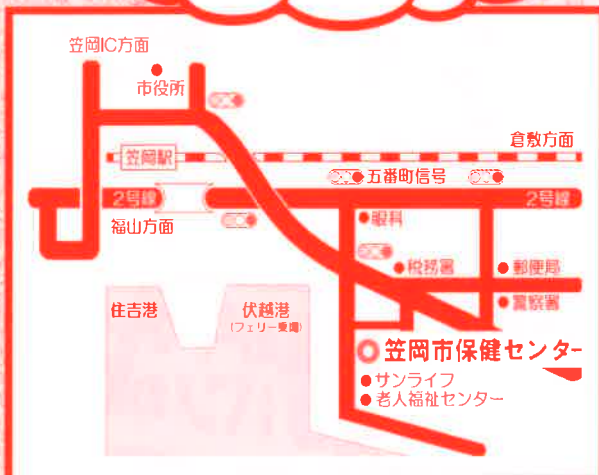 笠岡IC方面
市役所
倉敷方面
笠岡駅
五番町信号
2号線
2号線
福山方面
眼科
税務署
郵便局
警察署
住吉港
伏越港
(フェリー乗場)
笠岡市保健センター
サンライフ
老人福祉センター